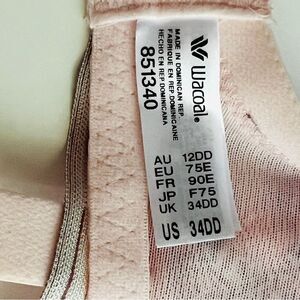 Wacoal®
MADE IN DOMINICAN REP.
FABRIQUE EN REP. DOMINICAINE
HECHO EN REP. DOMINICANA
851340
AU 12DD
EU 75E
FR 90E
JP F75
UK 34DD
US 34DD